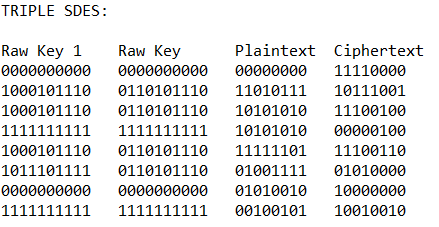 TRIPLE SDES:
Raw Key 1 Raw Key Plaintext Ciphertext
0000000000 0000000000 00000000 11110000
1000101110 0110101110 11010111 10111001
1000101110 0110101110 10101010 11100100
1111111111 1111111111 10101010 00000100
1000101110 0110101110 11111101 11100110
1011101111 0110101110 01001111 01010000
0000000000 0000000000 01010010 10000000
1111111111 1111111111 00100101 10010010